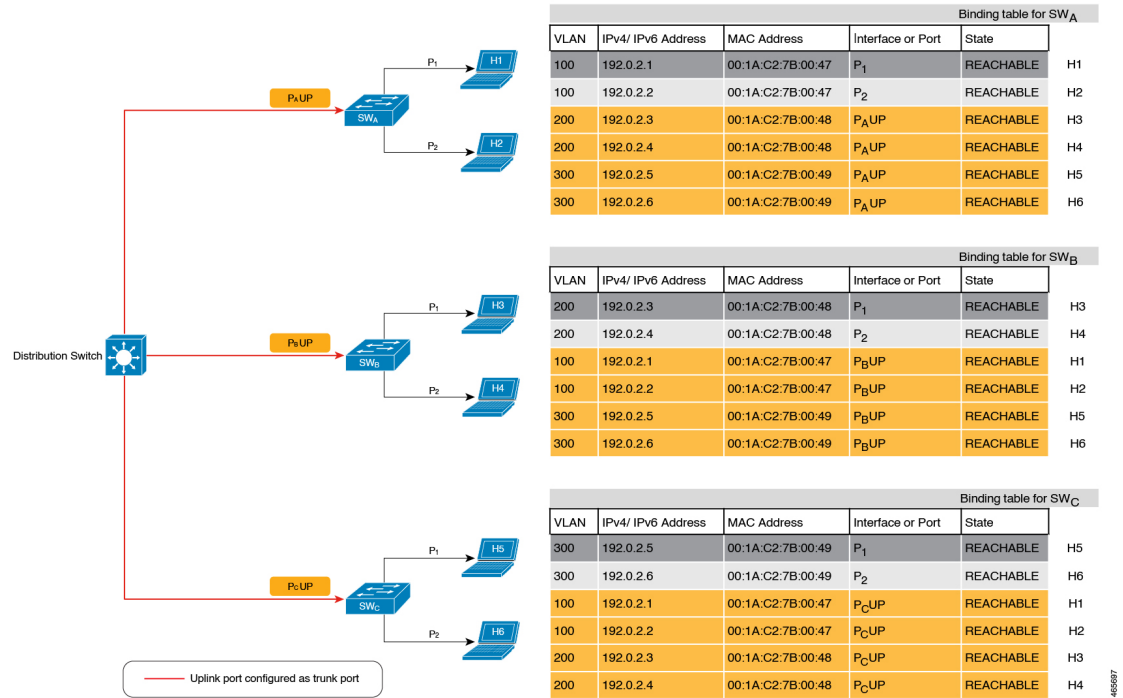 Binding table for SWA
VLAN IPv4/ IPv6 Address MAC Address Interface or Port State
100 192.0.2.1 00:1A:C2:7B:00:47 P1 REACHABLE H1
100 192.0.2.2 00:1A:C2:7B:00:47 P2 REACHABLE H2
200 192.0.2.3 00:1A:C2:7B:00:48 PAUP REACHABLE H3
200 192.0.2.4 00:1A:C2:7B:00:48 PAUP REACHABLE H4
300 192.0.2.5 00:1A:C2:7B:00:49 PAUP REACHABLE H5
300 192.0.2.6 00:1A:C2:7B:00:49 PAUP REACHABLE H6
P1
H1
PAUP
SWA
P2
H2
Binding table for SWB
VLAN IPv4/ IPv6 Address MAC Address Interface or Port State
200 192.0.2.3 00:1A:C2:7B:00:48 P1 REACHABLE H3
200 192.0.2.4 00:1A:C2:7B:00:48 P2 REACHABLE H4
100 192.0.2.1 00:1A:C2:7B:00:47 PBUP REACHABLE H1
100 192.0.2.2 00:1A:C2:7B:00:47 PBUP REACHABLE H2
300 192.0.2.5 00:1A:C2:7B:00:49 PBUP REACHABLE H5
300 192.0.2.6 00:1A:C2:7B:00:49 PBUP REACHABLE H6
P1
H3
PBUP
Distribution Switch
SWB
P2
H4
Binding table for SWC
VLAN IPv4/ IPv6 Address MAC Address Interface or Port State
300 192.0.2.5 00:1A:C2:7B:00:49 P1 REACHABLE H5
300 192.0.2.6 00:1A:C2:7B:00:49 P2 REACHABLE H6
100 192.0.2.1 00:1A:C2:7B:00:47 PCUP REACHABLE H1
100 192.0.2.2 00:1A:C2:7B:00:47 PCUP REACHABLE H2
200 192.0.2.3 00:1A:C2:7B:00:48 PCUP REACHABLE H3
200 192.0.2.4 00:1A:C2:7B:00:48 PCUP REACHABLE H4
P1
H5
PCUP
SWC
P2
H6
Uplink port configured as trunk port
465697